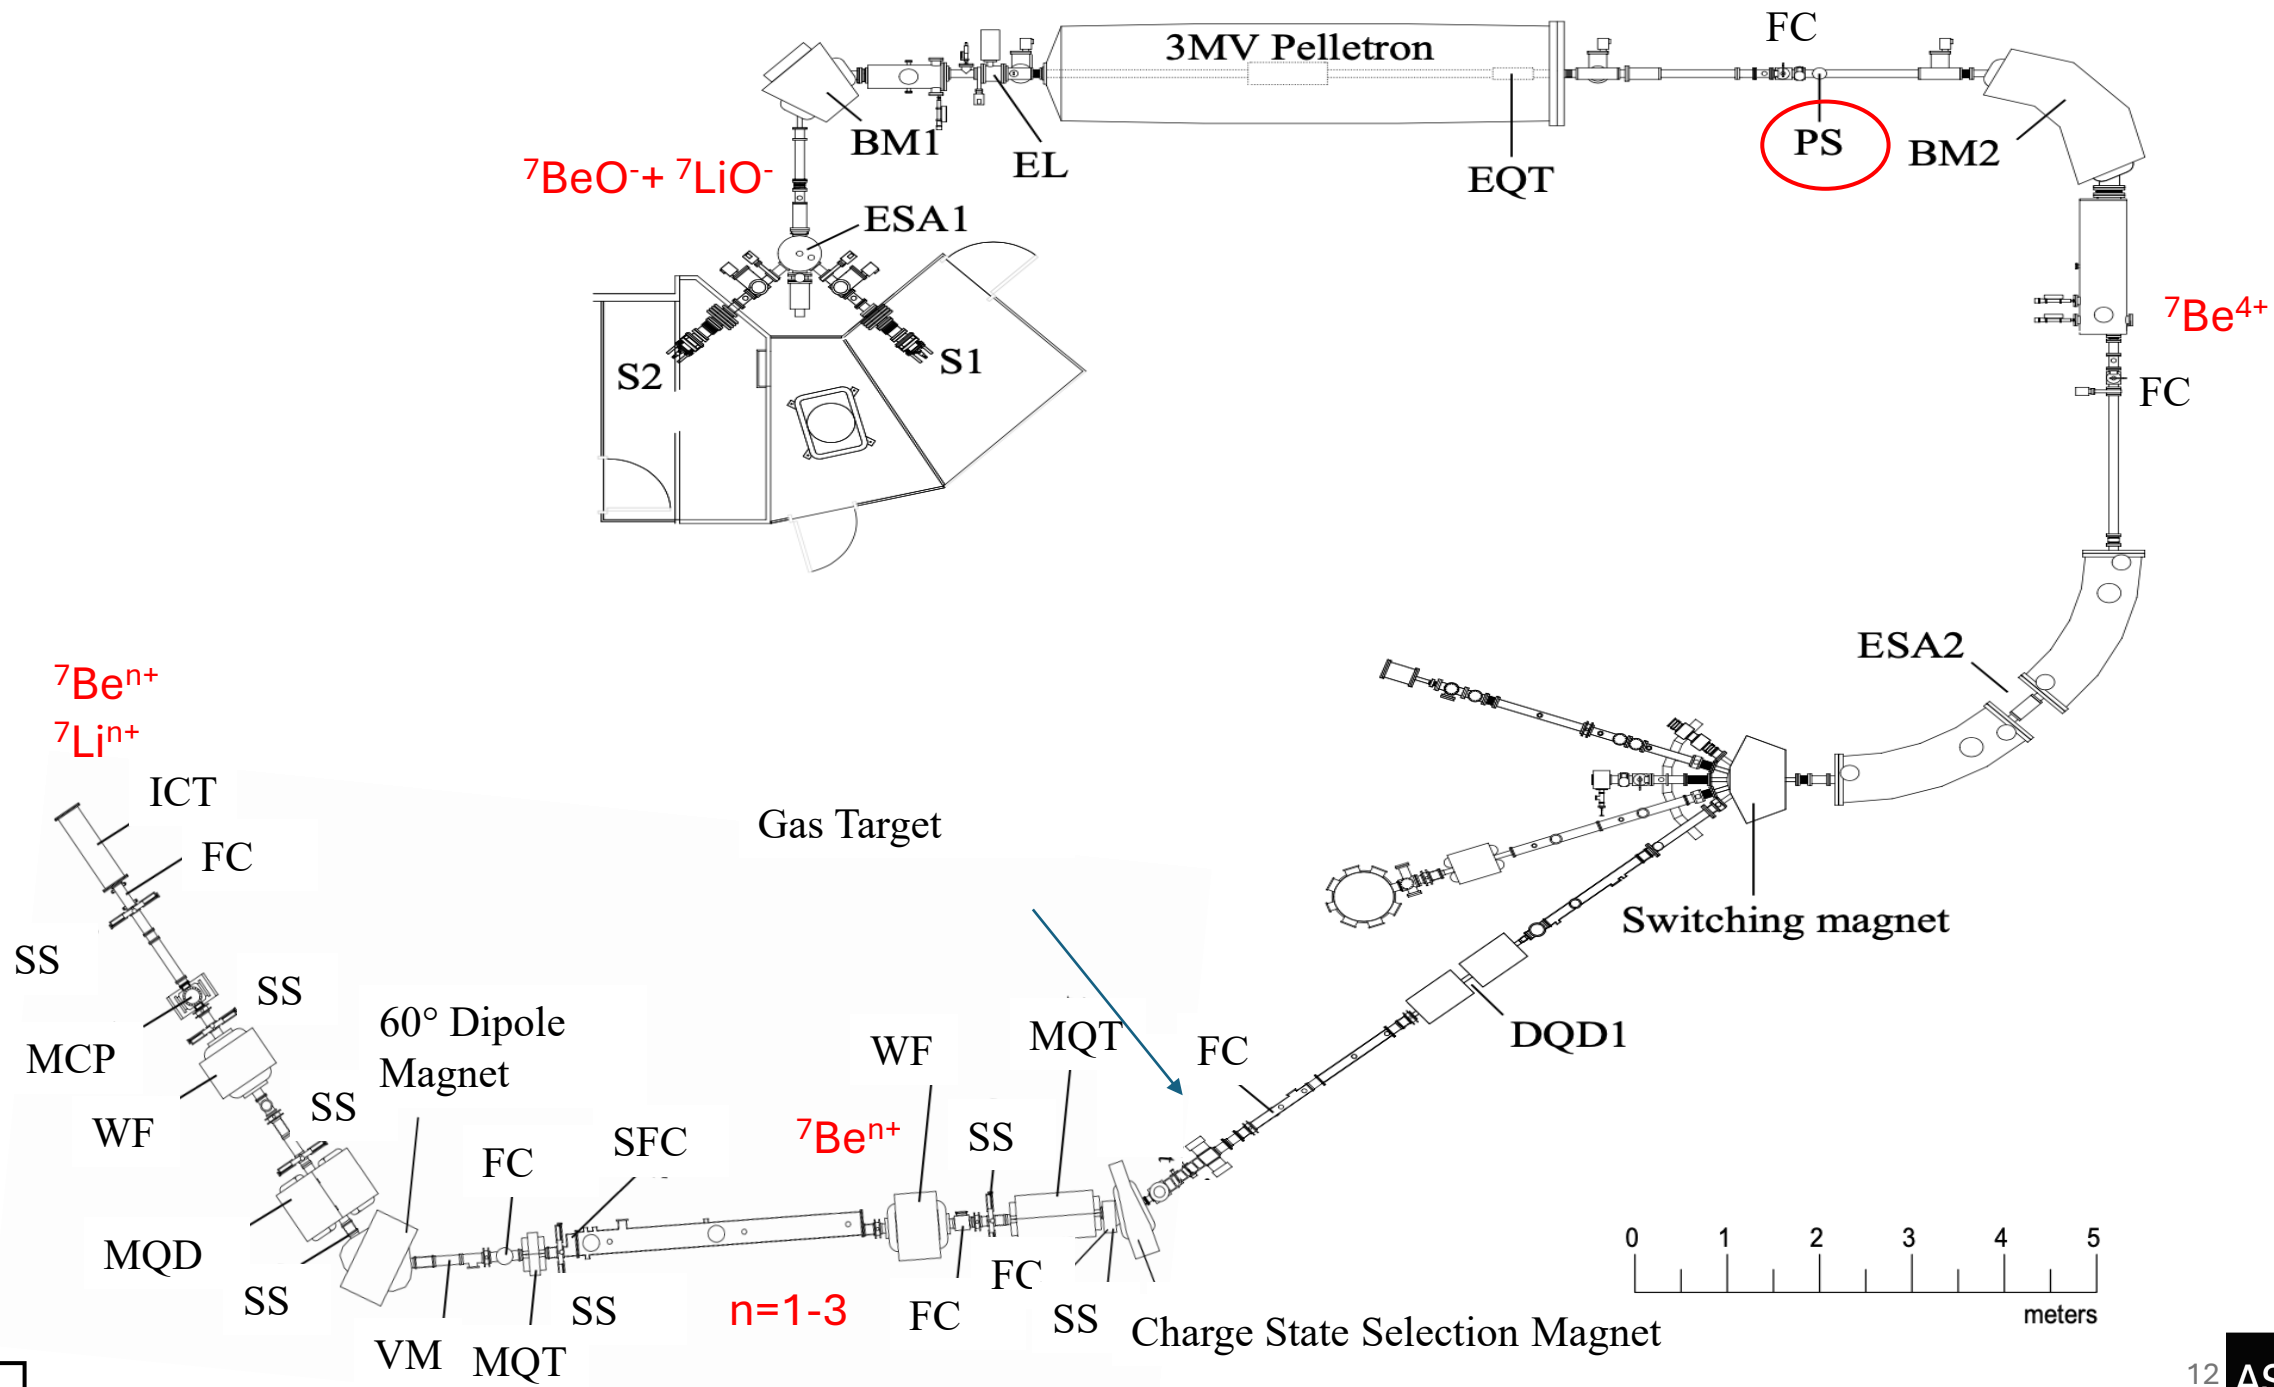 FC
3MV Pelletron
PS
BM1
EL
EQT
BM2
⁷BeO⁻+ ⁷LiO⁻
ESA1
⁷Be⁴⁺
S2
S1
FC
ESA2
⁷Beⁿ⁺
⁷Liⁿ⁺
ICT
Gas Target
FC
Switching magnet
SS
SS
60° Dipole
Magnet
MCP
WF
MQT
FC
DQD1
SS
WF
FC
SFC
⁷Beⁿ⁺
SS
MQD
SS
VM
MQT
SS
n=1-3
FC
FC
SS
Charge State Selection Magnet
0 1 2 3 4 5
meters
12
AS